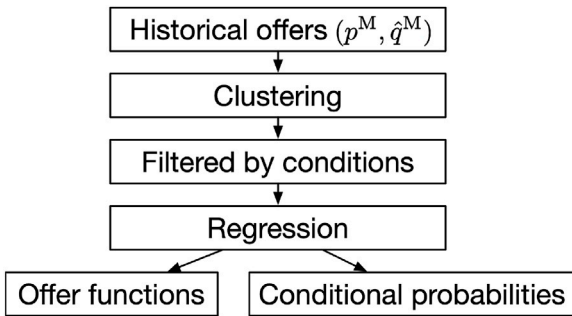 Historical offers (p^M, q̂^M)
Clustering
Filtered by conditions
Regression
Offer functions
Conditional probabilities